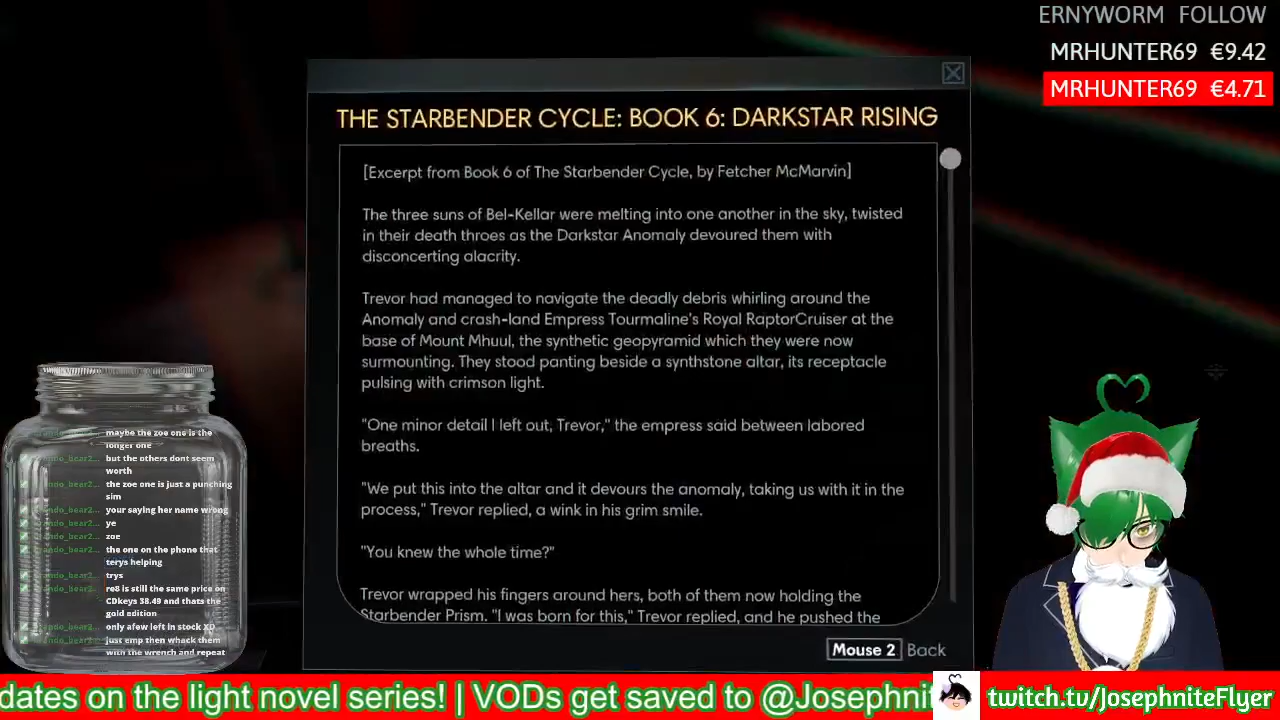 ERNYWORM FOLLOW
MRHUNTER69 €9.42
MRHUNTER69 €4.71
THE STARBENDER CYCLE: BOOK 6: DARKSTAR RISING
[Excerpt from Book 6 of The Starbender Cycle, by Fetcher McMarvin]
The three suns of Bel-Kellar were melting into one another in the sky, twisted
in their death throes as the Darkstar Anomaly devoured them with
disconcerting alacrity.
Trevor had managed to navigate the deadly debris whirling around the
Anomaly and crash-land Empress Tourmaline's Royal RaptorCruiser at the
base of Mount Mhuul, the synthetic geopyramid which they were now
surmounting. They stood panting beside a synthstone altar, its receptacle
pulsing with crimson light.
"One minor detail I left out, Trevor," the empress said between labored
breaths.
"We put this into the altar and it devours the anomaly, taking us with it in the
process," Trevor replied, a wink in his grim smile.
"You knew the whole time?"
Trevor wrapped his fingers around hers, both of them now holding the
Starbender Prism. "I was born for this," Trevor replied, and he pushed the
Mouse 2 Back
maybe the zoe one is the
longer one
but the others dont seem
worth
the zoe one is just a punching
sim
your saying her name wrong
ye
zoe
the one on the phone that
terys helping
trys
re8 is still the same price on
CDkeys 38.49 and thats the
gold edition
only afew left in stock XD
just emp then whack them
with the wrench and repeat
dates on the light novel series! | VODs get saved to @Josephnit
twitch.tv/JosephniteFlyer